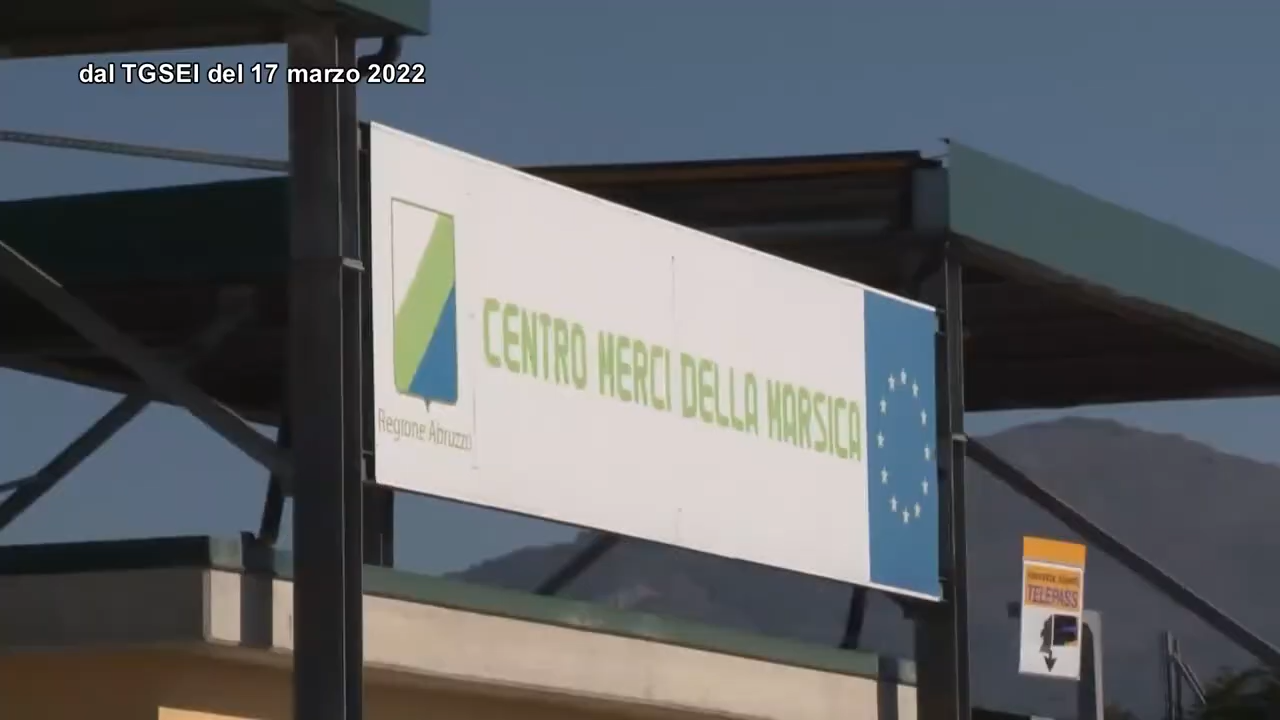 dal TGSEI del 17 marzo 2022
CENTRO MERCI DELLA MARSICA
Regione Abruzzo
TELEPASS